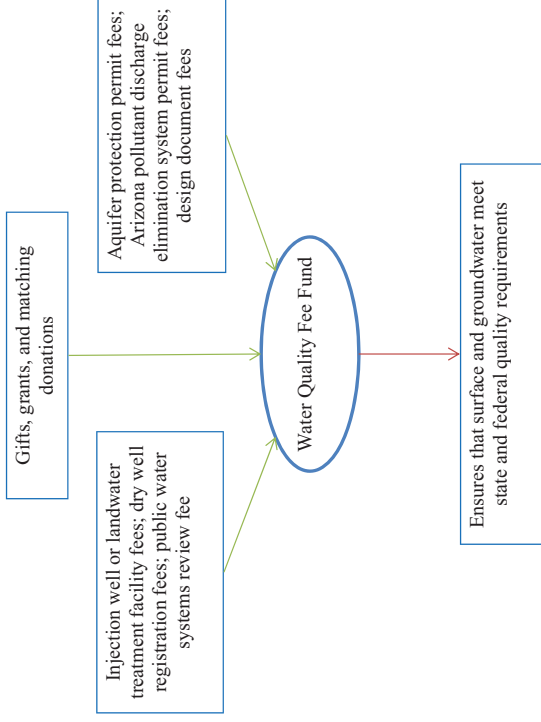 Gifts, grants, and matching
donations
Injection well or landwater
treatment facility fees; dry well
registration fees; public water
systems review fee
Aquifer protection permit fees;
Arizona pollutant discharge
elimination system permit fees;
design document fees
Water Quality Fee Fund
Ensures that surface and groundwater meet
state and federal quality requirements